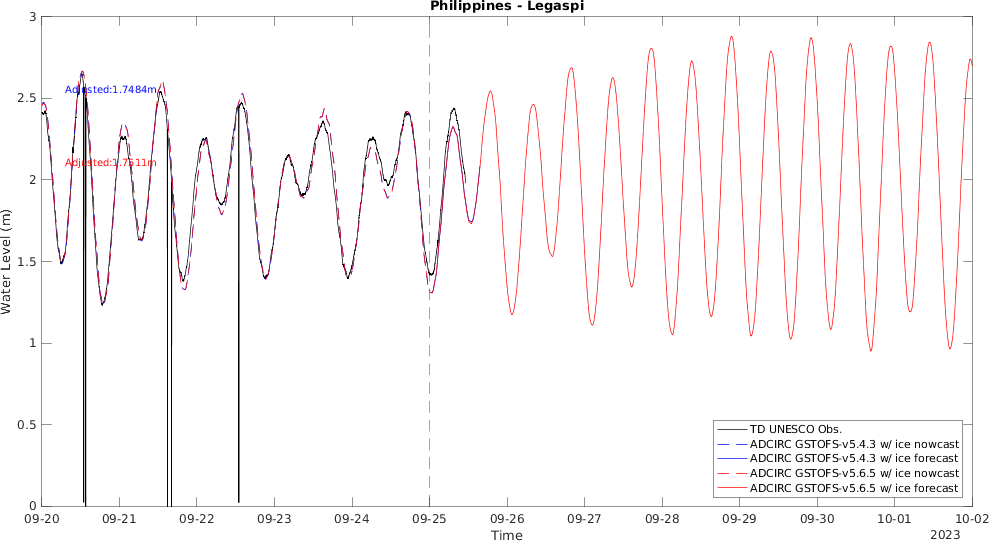 Philippines - Legaspi
3
2.5
2
1.5
1
0.5
0
Water Level (m)
Adjusted:1.7484m
Adjusted:1.7511m
TD UNESCO Obs.
ADCIRC GSTOFS-v5.4.3 w/ ice nowcast
ADCIRC GSTOFS-v5.4.3 w/ ice forecast
ADCIRC GSTOFS-v5.6.5 w/ ice nowcast
ADCIRC GSTOFS-v5.6.5 w/ ice forecast
09-20 09-21 09-22 09-23 09-24 09-25 09-26 09-27 09-28 09-29 09-30 10-01 10-02
Time
2023